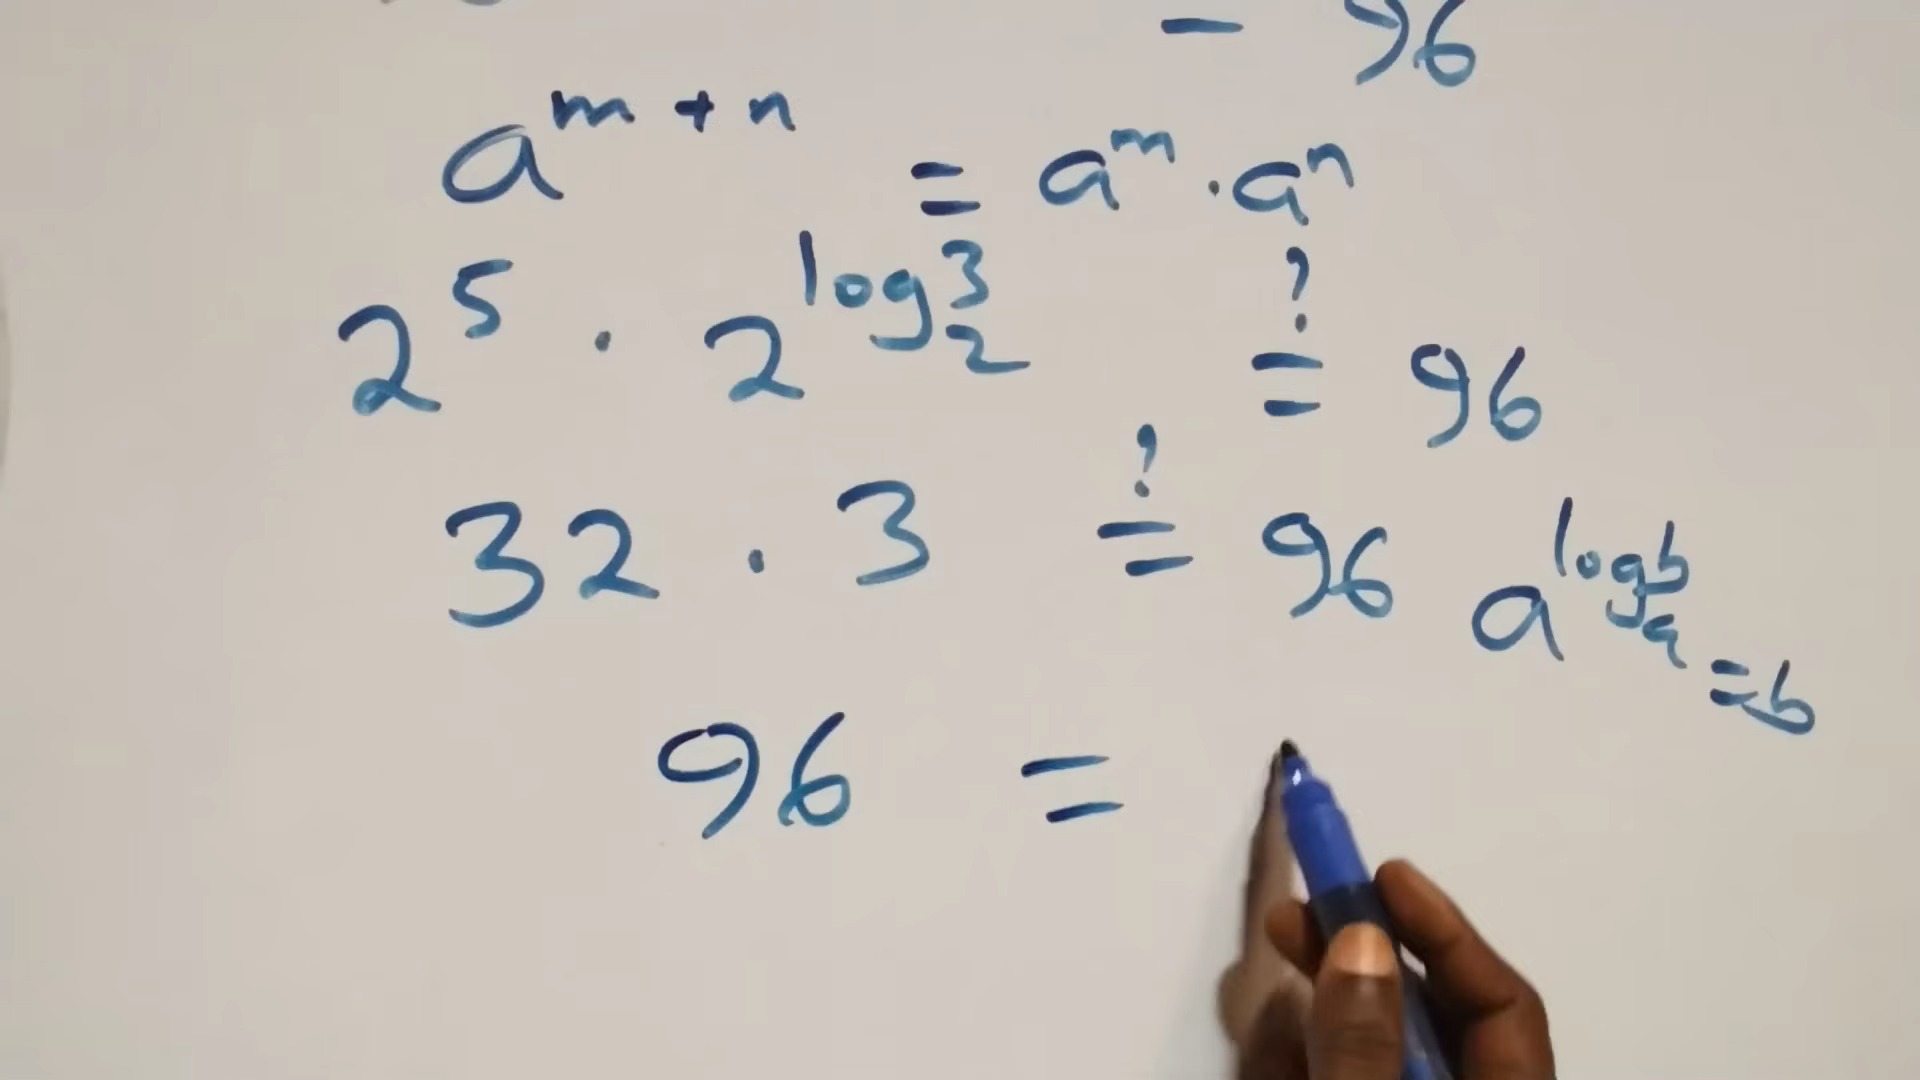 = 96
a^{m + n} = a^m · a^n
2^5 · 2^{log_2 3} ?= 96
32 · 3 ?= 96
a^{log_a b} = b
96 =